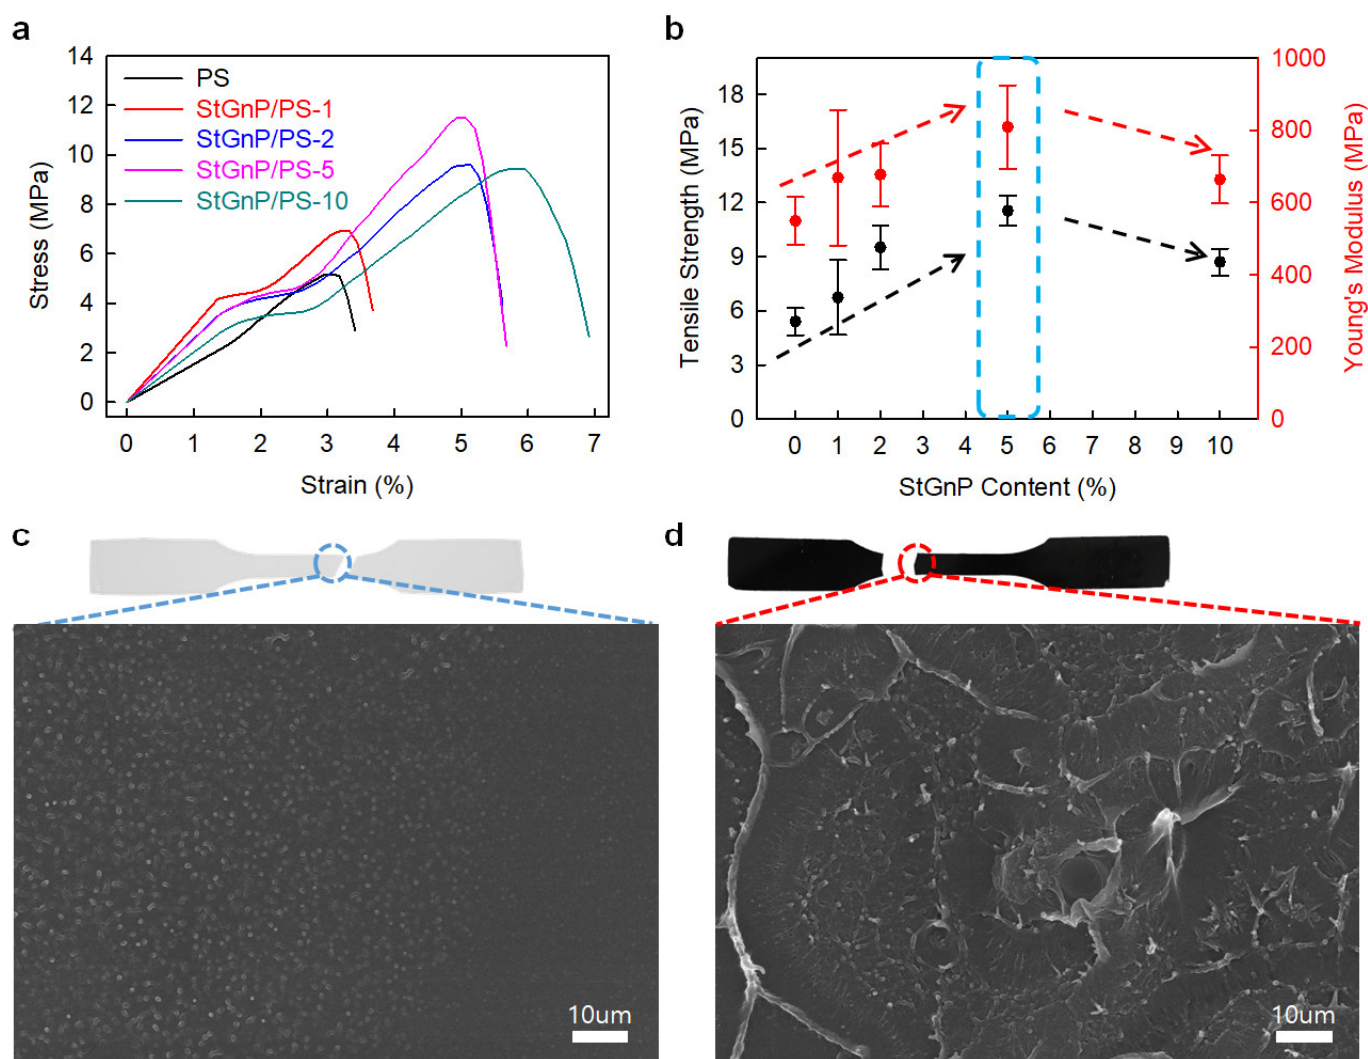 a
14
12
10
8
6
4
2
0
Stress (MPa)
PS
StGnP/PS-1
StGnP/PS-2
StGnP/PS-5
StGnP/PS-10
0 1 2 3 4 5 6 7
Strain (%)
b
18
15
12
9
6
3
0
Tensile Strength (MPa)
1000
800
600
400
200
0
Young's Modulus (MPa)
0 1 2 3 4 5 6 7 8 9 10
StGnP Content (%)
c
10um
d
10um